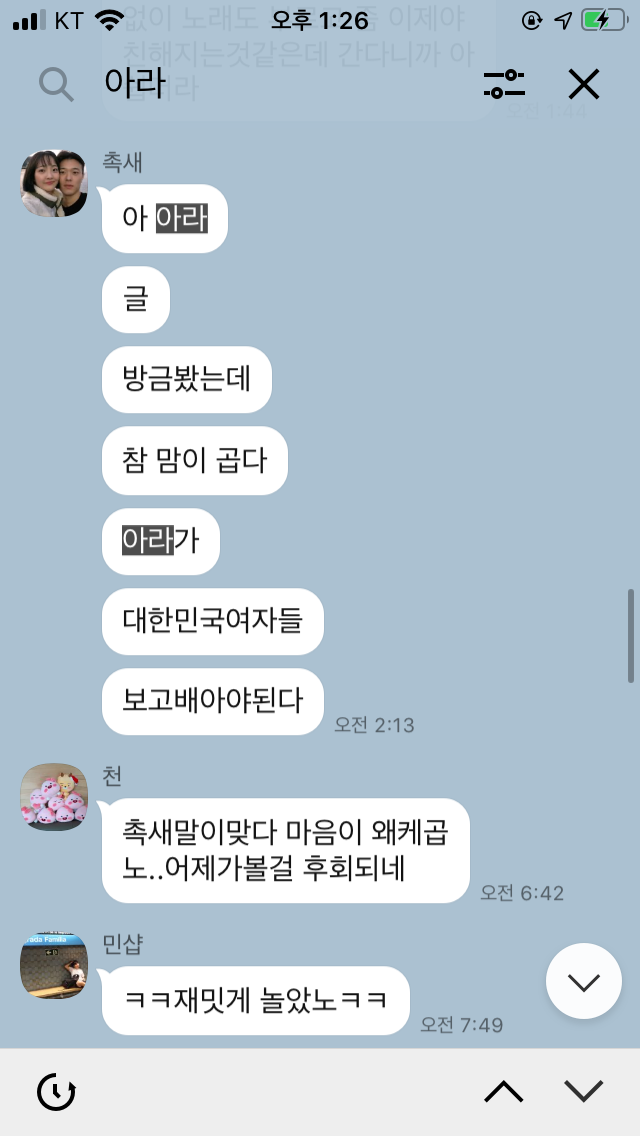 KT 오후 1:26
없이 노래도
이제야
친해지는것같은데 간다니까 아
아라
오전 1:44
촉새
아 아라
글
방금봤는데
참 맘이 곱다
아라가
대한민국여자들
보고배아야된다
오전 2:13
천
촉새말이맞다 마음이 왜케곱
노..어제가볼걸 후회되네
오전 6:42
민샵
ㅋㅋ재밋게 놀았노ㅋㅋ
오전 7:49